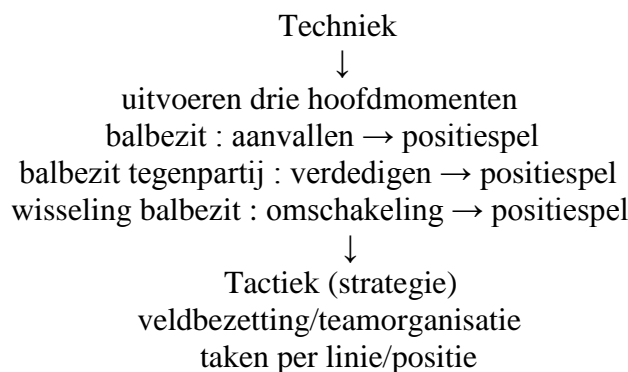 Techniek
↓
uitvoeren drie hoofdmomenten
balbezit : aanvallen → positiespel
balbezit tegenpartij : verdedigen → positiespel
wisseling balbezit : omschakeling → positiespel
↓
Tactiek (strategie)
veldbezetting/teamorganisatie
taken per linie/positie